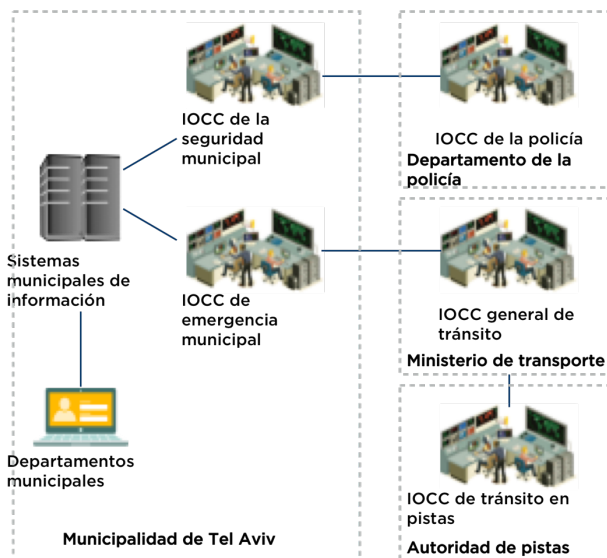 IOCC de la
seguridad
municipal
IOCC de la policía
Departamento de la
policía
Sistemas
municipales de
información
IOCC de
emergencia
municipal
IOCC general de
tránsito
Ministerio de transporte
Departamentos
municipales
IOCC de tránsito en
pistas
Municipalidad de Tel Aviv
Autoridad de pistas